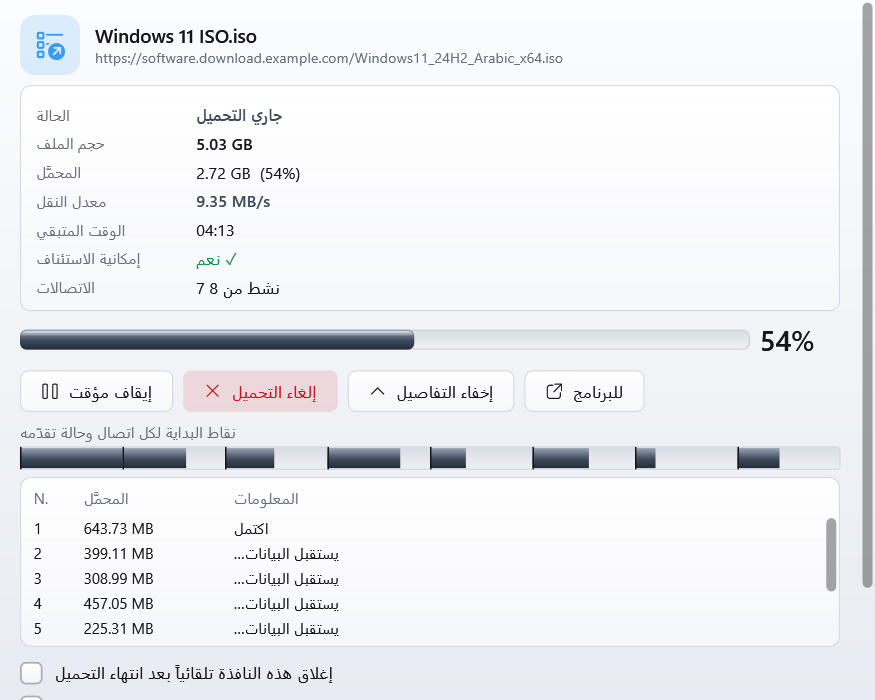 Windows 11 ISO.iso
https://software.download.example.com/Windows11_24H2_Arabic_x64.iso
الحالة جاري التحميل
حجم الملف 5.03 GB
المحمَّل 2.72 GB (54%)
معدل النقل 9.35 MB/s
الوقت المتبقي 04:13
إمكانية الاستئناف نعم ✓
الاتصالات 7 نشط من 8
54%
إيقاف مؤقت إلغاء التحميل إخفاء التفاصيل للبرنامج
نقاط البداية لكل اتصال وحالة تقدّمه
N. المحمَّل المعلومات
1 643.73 MB اكتمل
2 399.11 MB يستقبل البيانات...
3 308.99 MB يستقبل البيانات...
4 457.05 MB يستقبل البيانات...
5 225.31 MB يستقبل البيانات...
إغلاق هذه النافذة تلقائياً بعد انتهاء التحميل